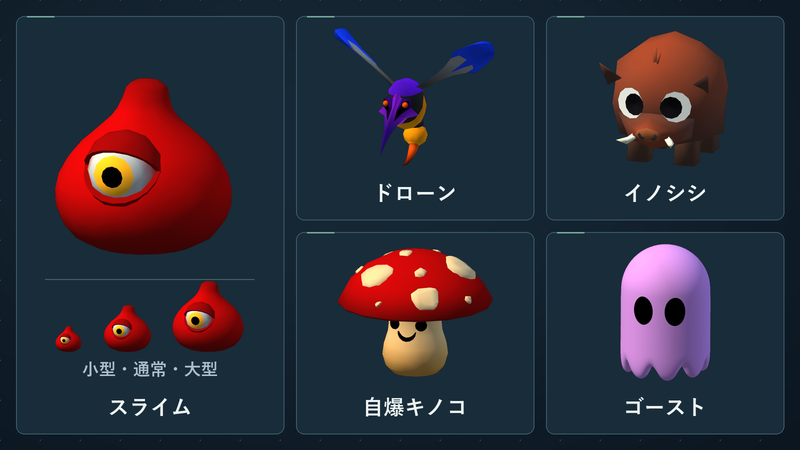 ドローン
イノシシ
小型・通常・大型
スライム
自爆キノコ
ゴースト